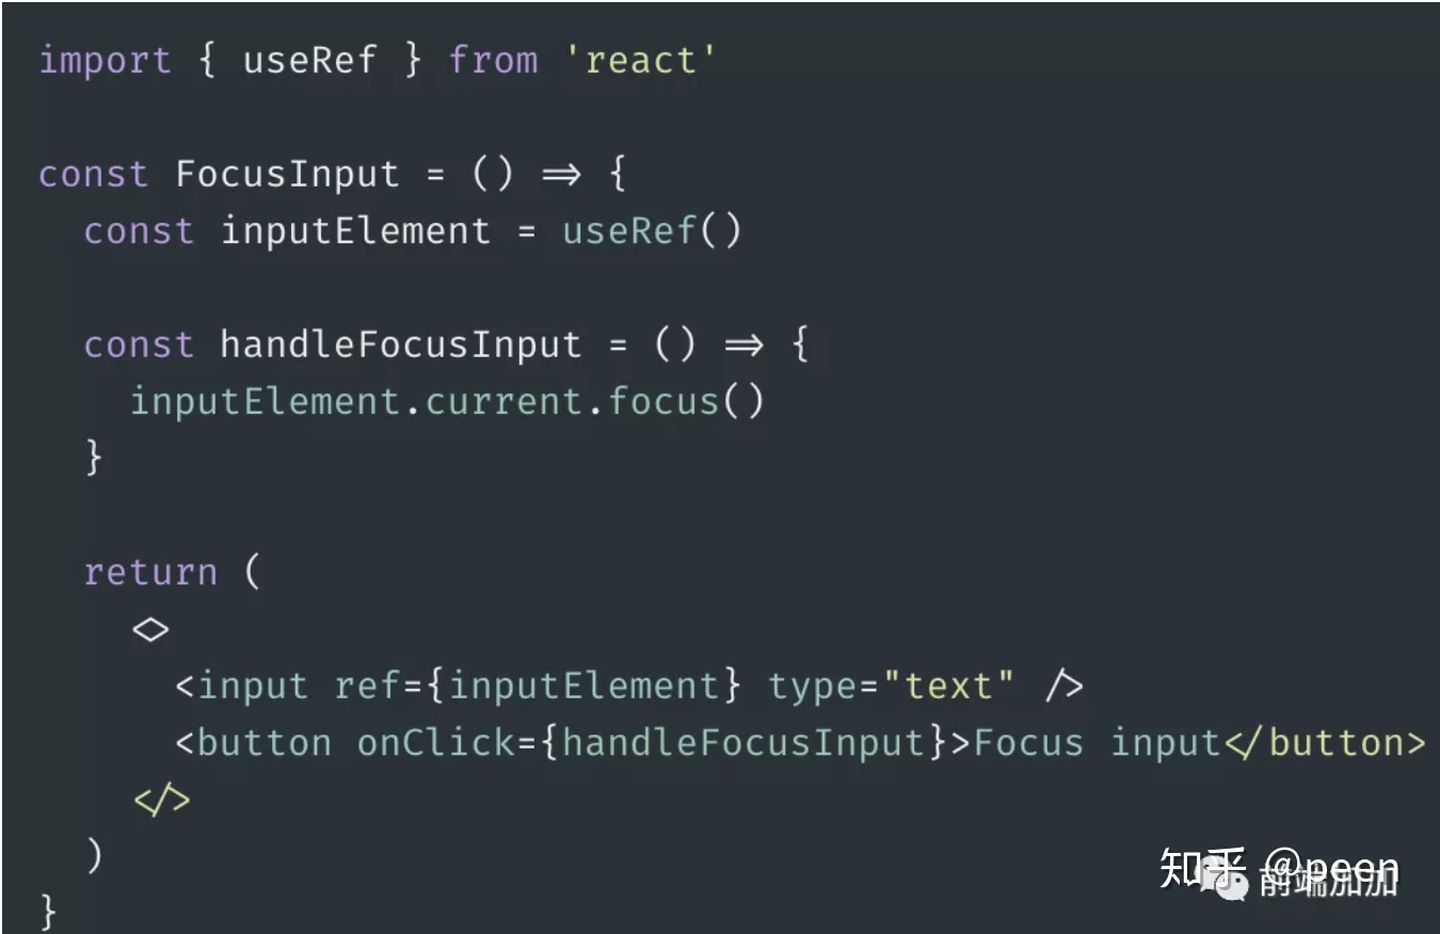 import { useRef } from 'react'
const FocusInput = () => {
const inputElement = useRef()
const handleFocusInput = () => {
inputElement.current.focus()
}
return (
<>
<input ref={inputElement} type="text" />
<button onClick={handleFocusInput}>Focus input</button>
</>
)
}
知乎 @peen
前端加加